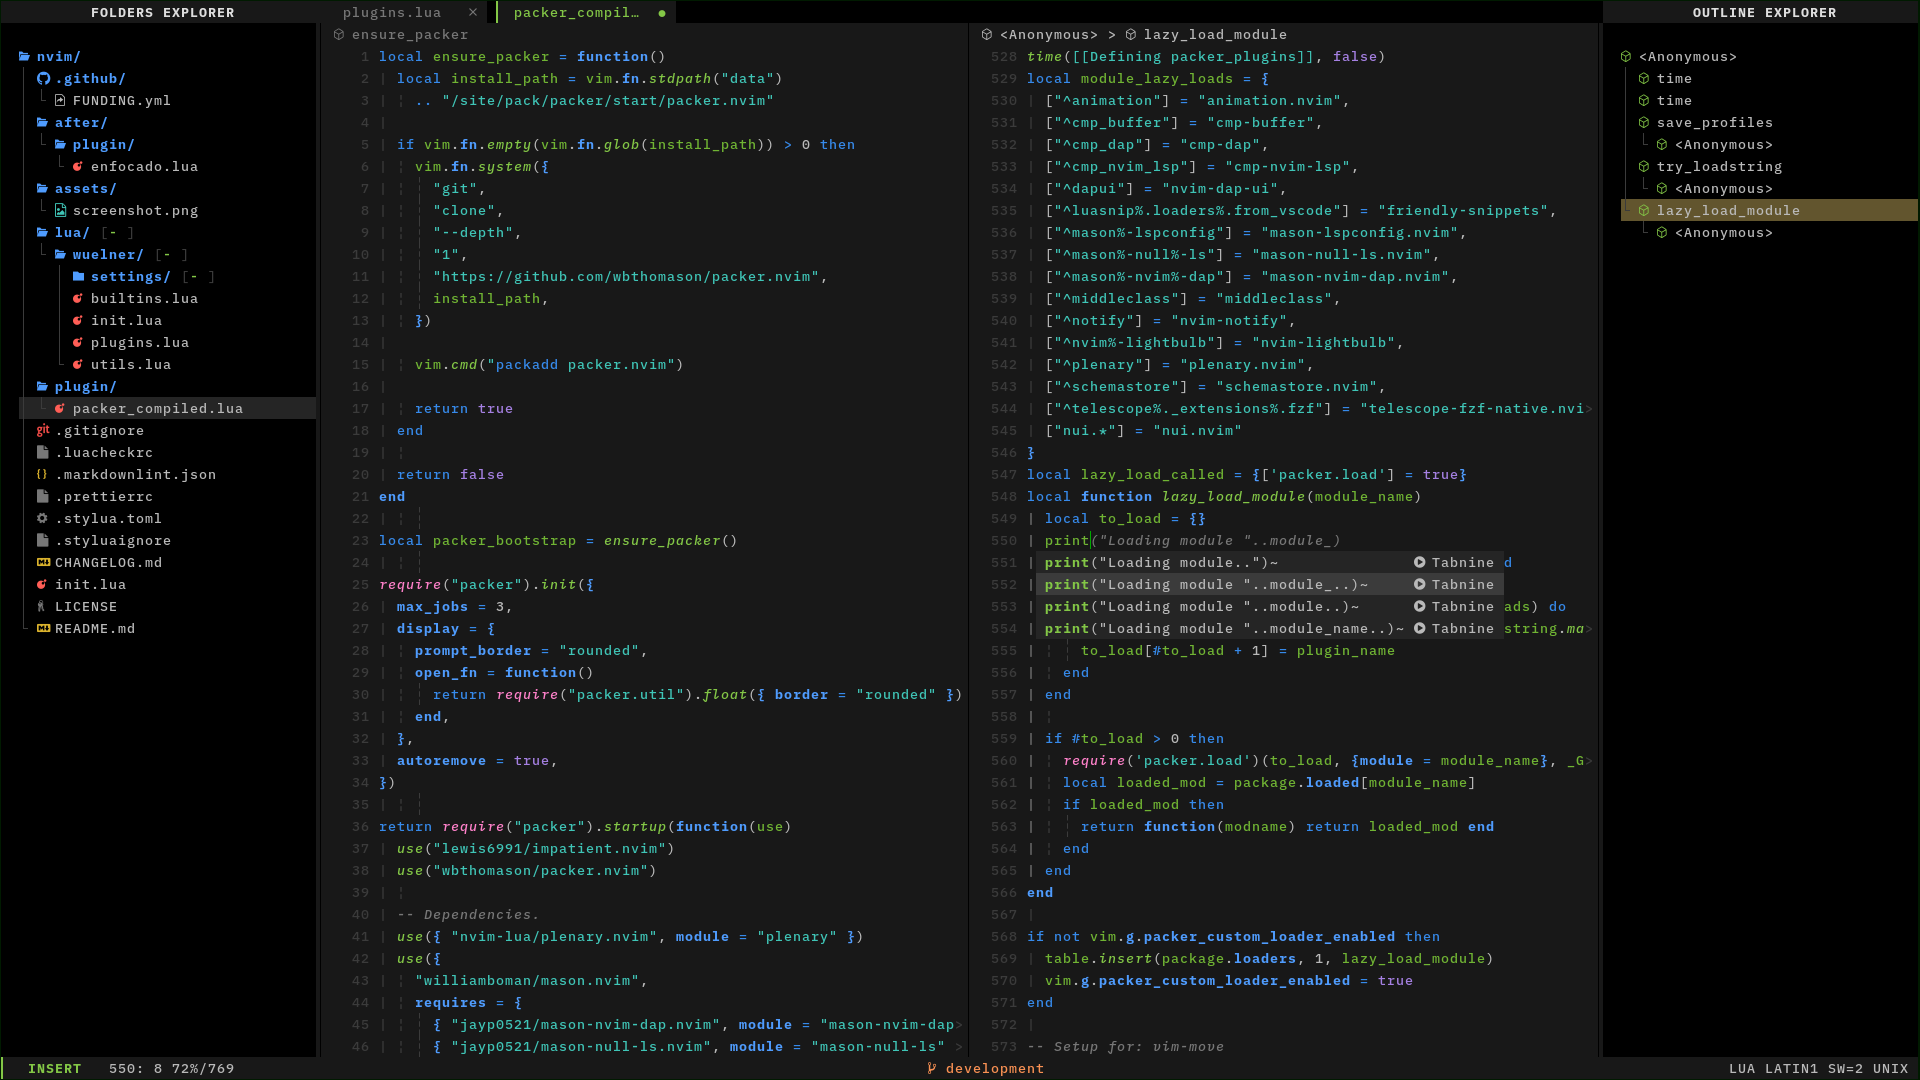 FOLDERS EXPLORER
nvim/
.github/
FUNDING.yml
after/
plugin/
enfocado.lua
assets/
screenshot.png
lua/ [- ]
wuelner/ [- ]
settings/ [- ]
builtins.lua
init.lua
plugins.lua
utils.lua
plugin/
packer_compiled.lua
git .gitignore
.luacheckrc
{} .markdownlint.json
.prettierrc
.stylua.toml
.styluaignore
CHANGELOG.md
init.lua
LICENSE
README.md
plugins.lua ×
packer_compil… ●
ensure_packer
1 local ensure_packer = function()
2 local install_path = vim.fn.stdpath("data")
3 .. "/site/pack/packer/start/packer.nvim"
4
5 if vim.fn.empty(vim.fn.glob(install_path)) > 0 then
6 vim.fn.system({
7 "git",
8 "clone",
9 "--depth",
10 "1",
11 "https://github.com/wbthomason/packer.nvim",
12 install_path,
13 })
14
15 vim.cmd("packadd packer.nvim")
16
17 return true
18 end
19
20 return false
21 end
22
23 local packer_bootstrap = ensure_packer()
24
25 require("packer").init({
26 max_jobs = 3,
27 display = {
28 prompt_border = "rounded",
29 open_fn = function()
30 return require("packer.util").float({ border = "rounded" })
31 end,
32 },
33 autoremove = true,
34 })
35
36 return require("packer").startup(function(use)
37 use("lewis6991/impatient.nvim")
38 use("wbthomason/packer.nvim")
39
40 -- Dependencies.
41 use({ "nvim-lua/plenary.nvim", module = "plenary" })
42 use({
43 "williamboman/mason.nvim",
44 requires = {
45 { "jayp0521/mason-nvim-dap.nvim", module = "mason-nvim-dap>
46 { "jayp0521/mason-null-ls.nvim", module = "mason-null-ls" >
<Anonymous> > lazy_load_module
528 time([[Defining packer_plugins]], false)
529 local module_lazy_loads = {
530 ["^animation"] = "animation.nvim",
531 ["^cmp_buffer"] = "cmp-buffer",
532 ["^cmp_dap"] = "cmp-dap",
533 ["^cmp_nvim_lsp"] = "cmp-nvim-lsp",
534 ["^dapui"] = "nvim-dap-ui",
535 ["^luasnip%.loaders%.from_vscode"] = "friendly-snippets",
536 ["^mason%-lspconfig"] = "mason-lspconfig.nvim",
537 ["^mason%-null%-ls"] = "mason-null-ls.nvim",
538 ["^mason%-nvim%-dap"] = "mason-nvim-dap.nvim",
539 ["^middleclass"] = "middleclass",
540 ["^notify"] = "nvim-notify",
541 ["^nvim%-lightbulb"] = "nvim-lightbulb",
542 ["^plenary"] = "plenary.nvim",
543 ["^schemastore"] = "schemastore.nvim",
544 ["^telescope%._extensions%.fzf"] = "telescope-fzf-native.nvi>
545 ["nui.*"] = "nui.nvim"
546 }
547 local lazy_load_called = {['packer.load'] = true}
548 local function lazy_load_module(module_name)
549 local to_load = {}
550 print("Loading module "..module_)
551 print("Loading module..")~ Tabnine d
552 print("Loading module "..module_..)~ Tabnine
553 print("Loading module "..module..)~ Tabnine ads) do
554 print("Loading module "..module_name..)~ Tabnine string.ma>
555 to_load[#to_load + 1] = plugin_name
556 end
557 end
558
559 if #to_load > 0 then
560 require('packer.load')(to_load, {module = module_name}, _G>
561 local loaded_mod = package.loaded[module_name]
562 if loaded_mod then
563 return function(modname) return loaded_mod end
564 end
565 end
566 end
567
568 if not vim.g.packer_custom_loader_enabled then
569 table.insert(package.loaders, 1, lazy_load_module)
570 vim.g.packer_custom_loader_enabled = true
571 end
572
573 -- Setup for: vim-move
OUTLINE EXPLORER
<Anonymous>
time
time
save_profiles
<Anonymous>
try_loadstring
<Anonymous>
lazy_load_module
<Anonymous>
INSERT 550: 8 72%/769 development LUA LATIN1 SW=2 UNIX